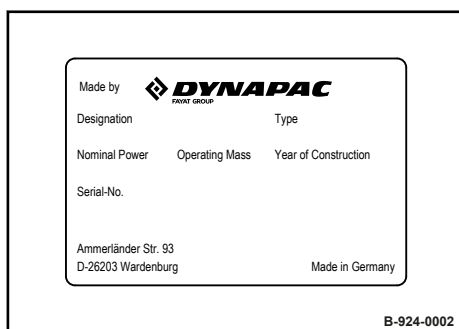 Made by DYNAPAC
FAYAT GROUP
Designation Type
Nominal Power Operating Mass Year of Construction
Serial-No.
Ammerländer Str. 93
D-26203 Wardenburg Made in Germany
B-924-0002